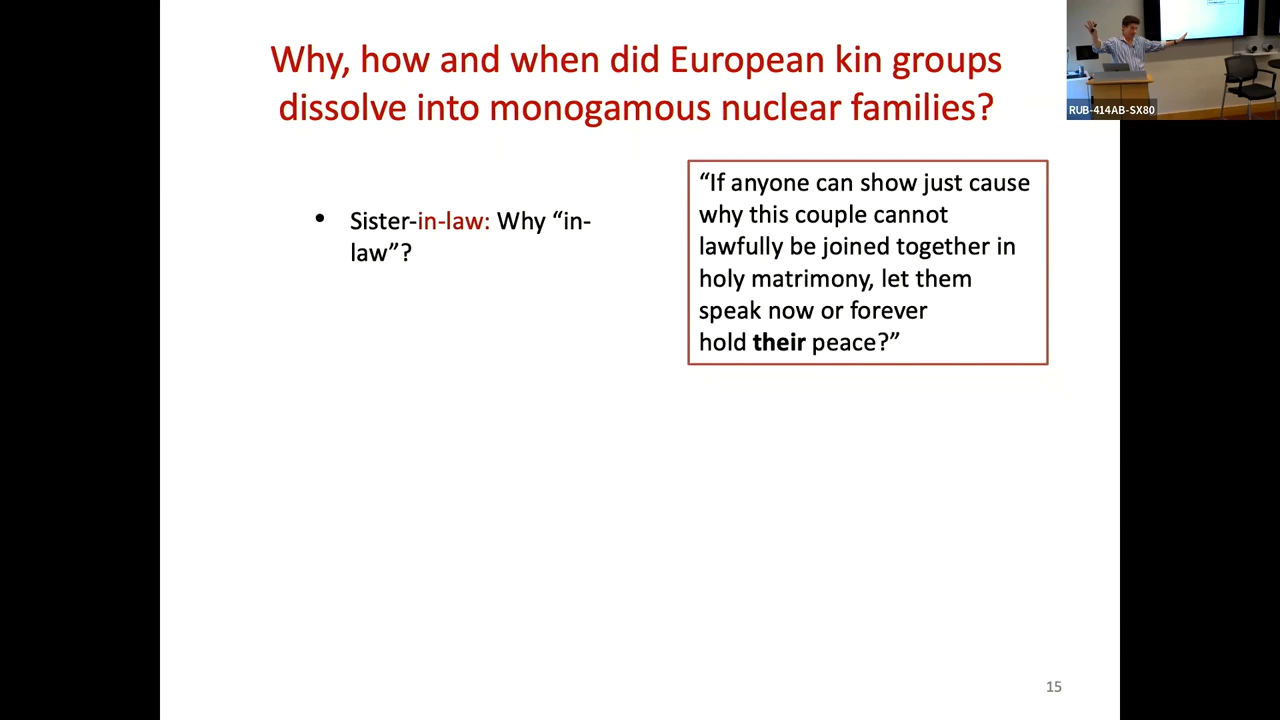 Why, how and when did European kin groups
dissolve into monogamous nuclear families?
RUB-414AB-SX80
• Sister-in-law: Why “in-
law”?
“If anyone can show just cause
why this couple cannot
lawfully be joined together in
holy matrimony, let them
speak now or forever
hold their peace?”
15